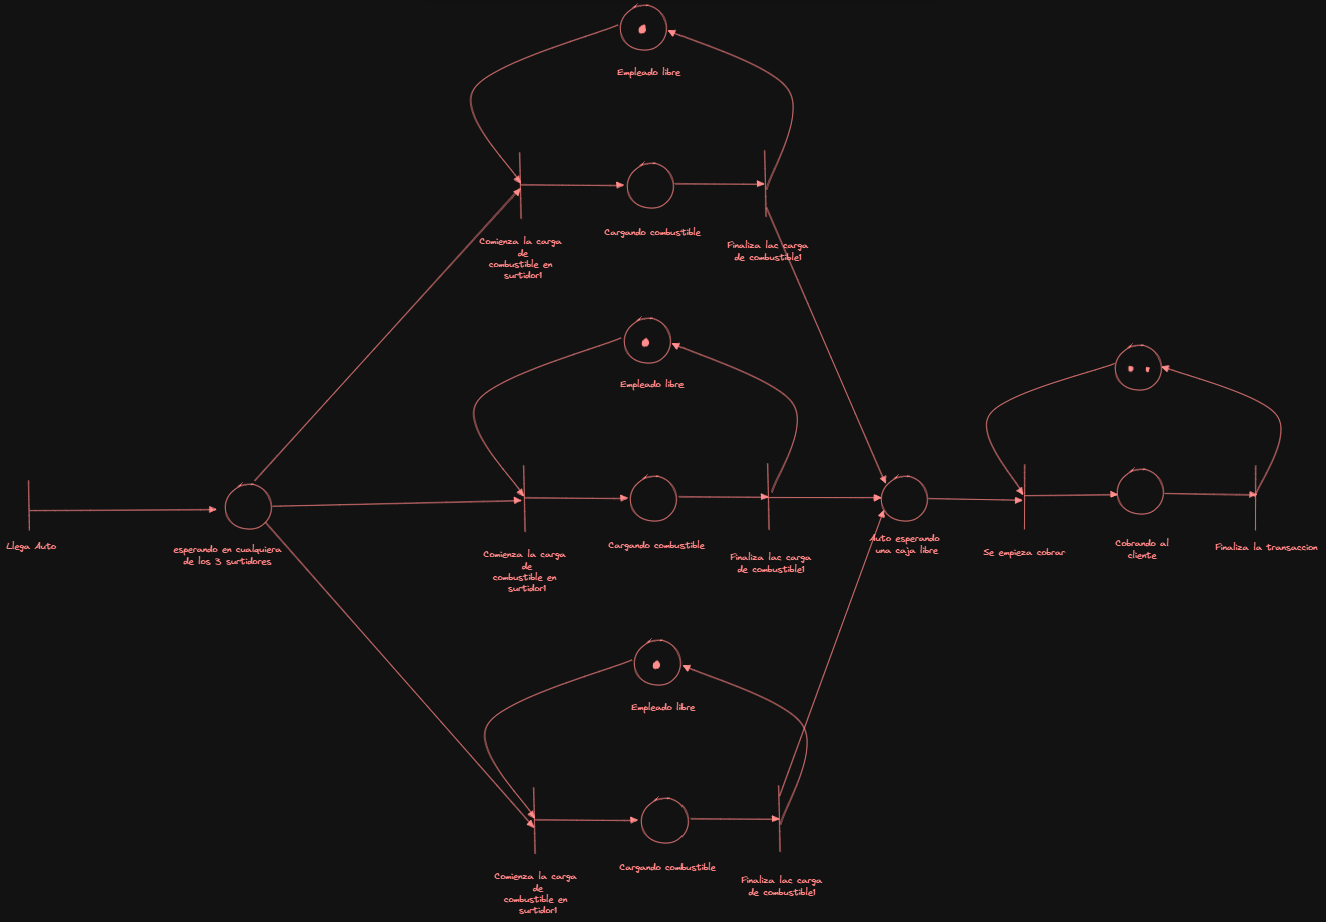 Empleado libre
Cargando combustible
Comienza la carga
de
combustible en
surtidor1
Finaliza lac carga
de combustible1
Empleado libre
Llega Auto
esperando en cualquiera
de los 3 surtidores
Comienza la carga
de
combustible en
surtidor1
Cargando combustible
Finaliza lac carga
de combustible1
Auto esperando
una caja libre
Se empieza cobrar
Cobrando al
cliente
Finaliza la transaccion
Empleado libre
Comienza la carga
de
combustible en
surtidor1
Cargando combustible
Finaliza lac carga
de combustible1